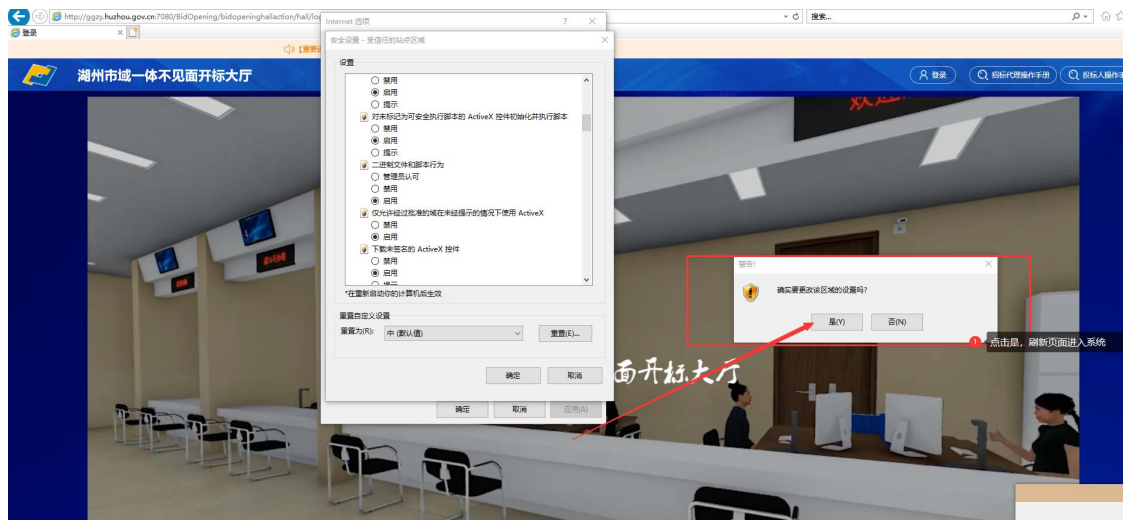 http://ggzy.huzhou.gov.cn:7080/BidOpening/bidopeninghallaction/hall/lo
搜索...
登录
Internet 选项
安全设置 - 受信任的站点区域
设置
禁用
启用
提示
对未标记为可安全执行脚本的 ActiveX 控件初始化并执行脚本
禁用
启用
提示
二进制文件和脚本行为
管理员认可
禁用
启用
仅允许经过批准的域在未经提示的情况下使用 ActiveX
禁用
启用
下载未签名的 ActiveX 控件
禁用
启用
提示
*在重新启动你的计算机后生效
重置自定义设置
重置为(R):
中 (默认值)
重置(E)...
确定
取消
确定
取消
应用(A)
【重要
湖州市域一体不见面开标大厅
登录
招标代理操作手册
投标人操作手
欢迎
面开标大厅
警告!
确实要更改该区域的设置吗?
是(Y)
否(N)
1 点击是，刷新页面进入系统